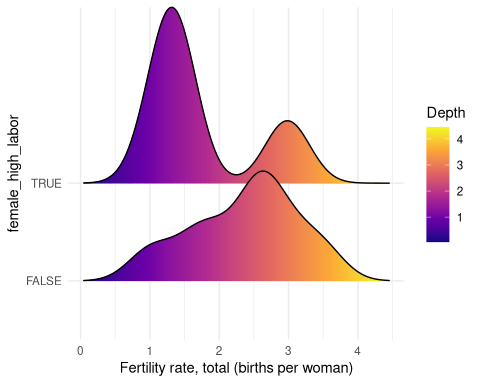 female_high_labor
TRUE
FALSE
0 1 2 3 4
Fertility rate, total (births per woman)
Depth
4
3
2
1